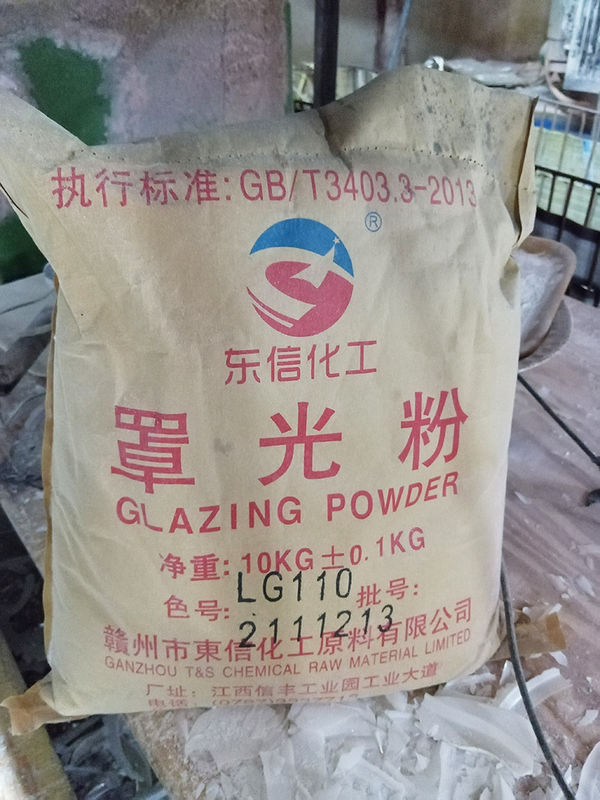 执行标准:GB/T3403.3-2013
®
东信化工
罩光粉
GLAZING POWDER
净重:10KG±0.1KG
色号: LG110 批号:
2111213
赣州市東信化工原料有限公司
GANZHOU T&S CHEMICAL RAW MATERIAL LIMITED
厂址: 江西信丰工业园工业大道
电话: